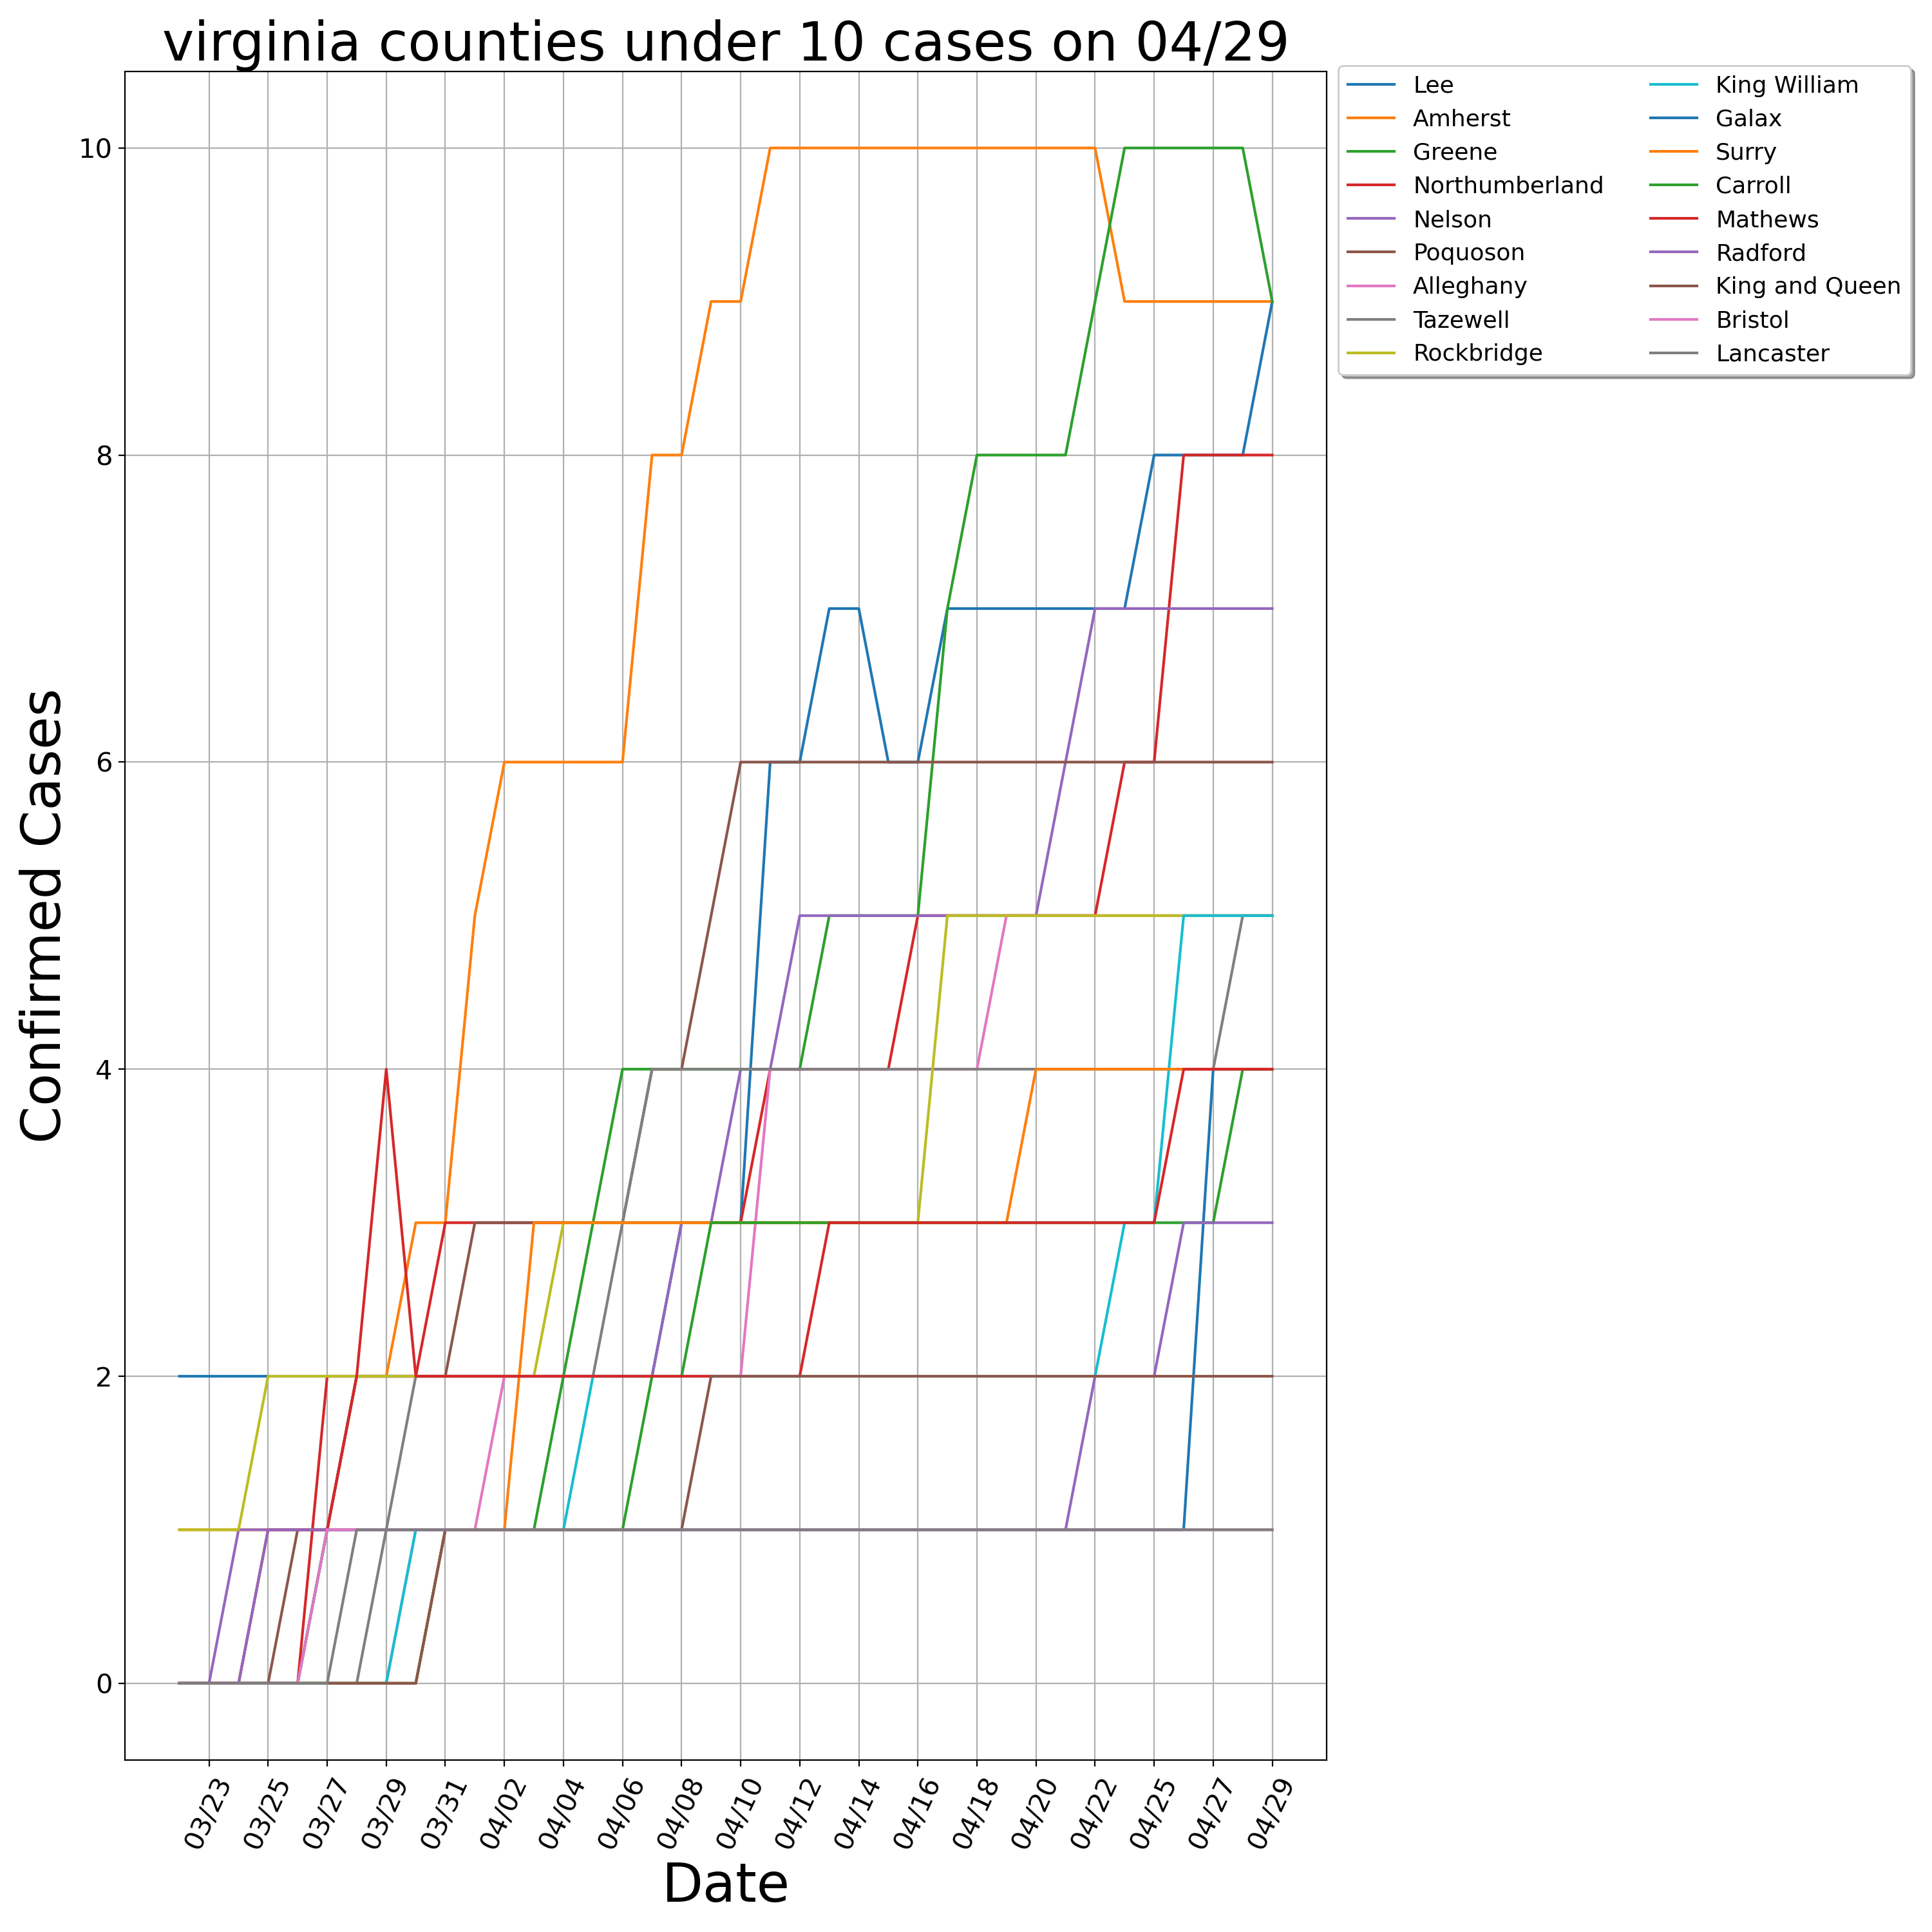 virginia counties under 10 cases on 04/29
Lee
Amherst
Greene
Northumberland
Nelson
Poquoson
Alleghany
Tazewell
Rockbridge
King William
Galax
Surry
Carroll
Mathews
Radford
King and Queen
Bristol
Lancaster
Confirmed Cases
10
8
6
4
2
0
03/23
03/25
03/27
03/29
03/31
04/02
04/04
04/06
04/08
04/10
04/12
04/14
04/16
04/18
04/20
04/22
04/25
04/27
04/29
Date